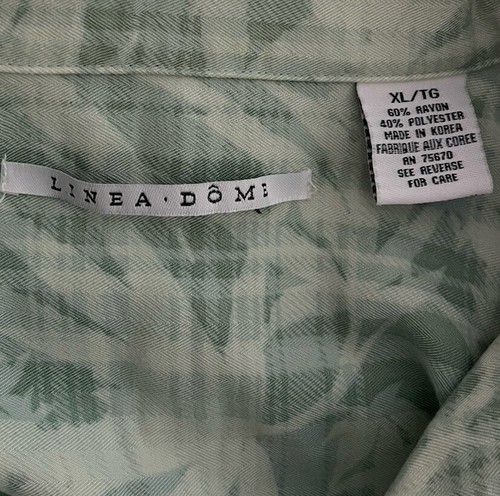 LINEA · DÔME
XL/TG
60% RAYON
40% POLYESTER
MADE IN KOREA
FABRIQUE AUX COREE
RN 75670
SEE REVERSE
FOR CARE